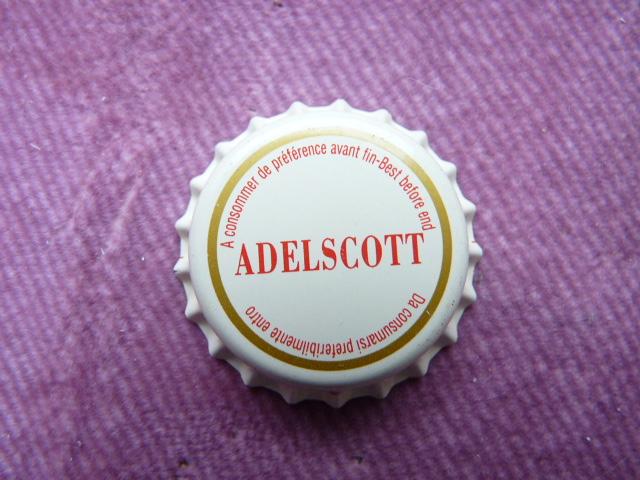 A consommer de préférence avant fin-Best before end
ADELSCOTT
Da consumarsi preferibilmente entro